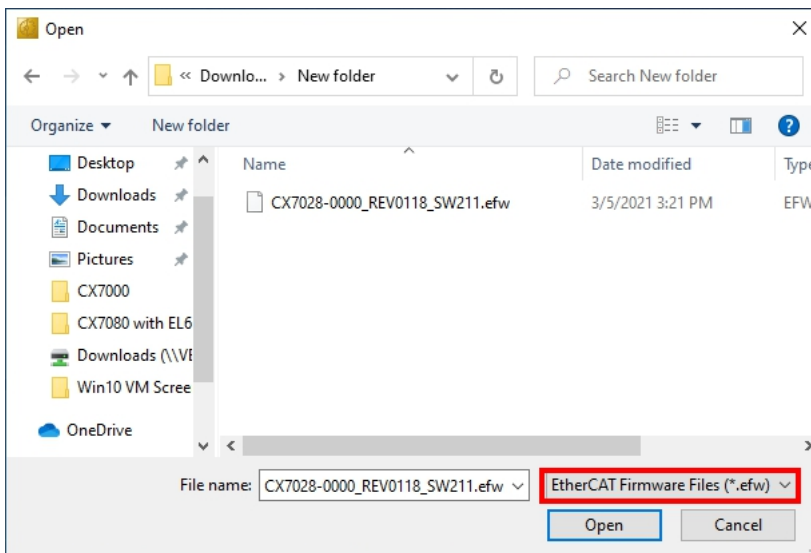 Open
« Downlo... › New folder
Search New folder
Organize New folder
Name Date modified Type
Desktop
Downloads
Documents
Pictures
CX7000
CX7080 with EL6
Downloads (\\VE
Win10 VM Scree
OneDrive
CX7028-0000_REV0118_SW211.efw 3/5/2021 3:21 PM EFW
File name: CX7028-0000_REV0118_SW211.efw EtherCAT Firmware Files (*.efw)
Open Cancel